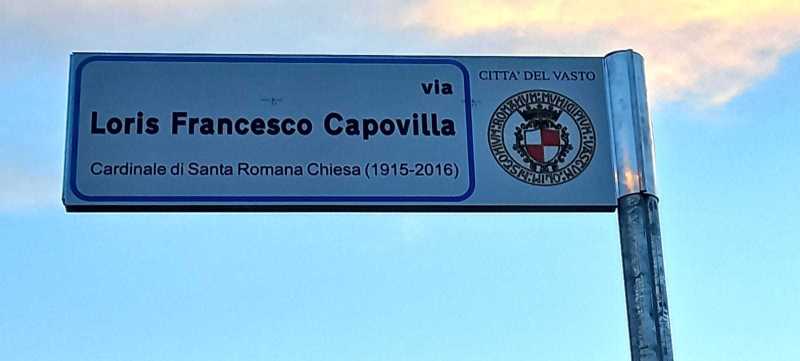 via
Loris Francesco Capovilla
Cardinale di Santa Romana Chiesa (1915-2016)
CITTA' DEL VASTO